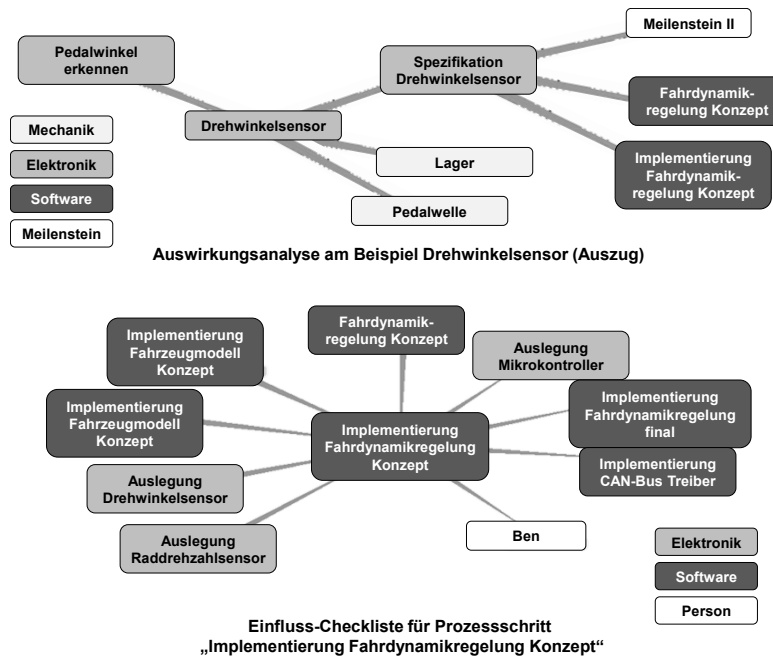 Meilenstein II
Pedalwinkel
erkennen
Spezifikation
Drehwinkelsensor
Fahrdynamik-
regelung Konzept
Drehwinkelsensor
Mechanik
Elektronik
Software
Meilenstein
Lager
Implementierung
Fahrdynamik-
regelung Konzept
Pedalwelle
Auswirkungsanalyse am Beispiel Drehwinkelsensor (Auszug)
Implementierung
Fahrzeugmodell
Konzept
Fahrdynamik-
regelung Konzept
Auslegung
Mikrokontroller
Implementierung
Fahrzeugmodell
Konzept
Implementierung
Fahrdynamikregelung
Konzept
Implementierung
Fahrdynamikregelung
final
Implementierung
CAN-Bus Treiber
Auslegung
Drehwinkelsensor
Auslegung
Raddrehzahlsensor
Ben
Elektronik
Software
Person
Einfluss-Checkliste für Prozessschritt
„Implementierung Fahrdynamikregelung Konzept“